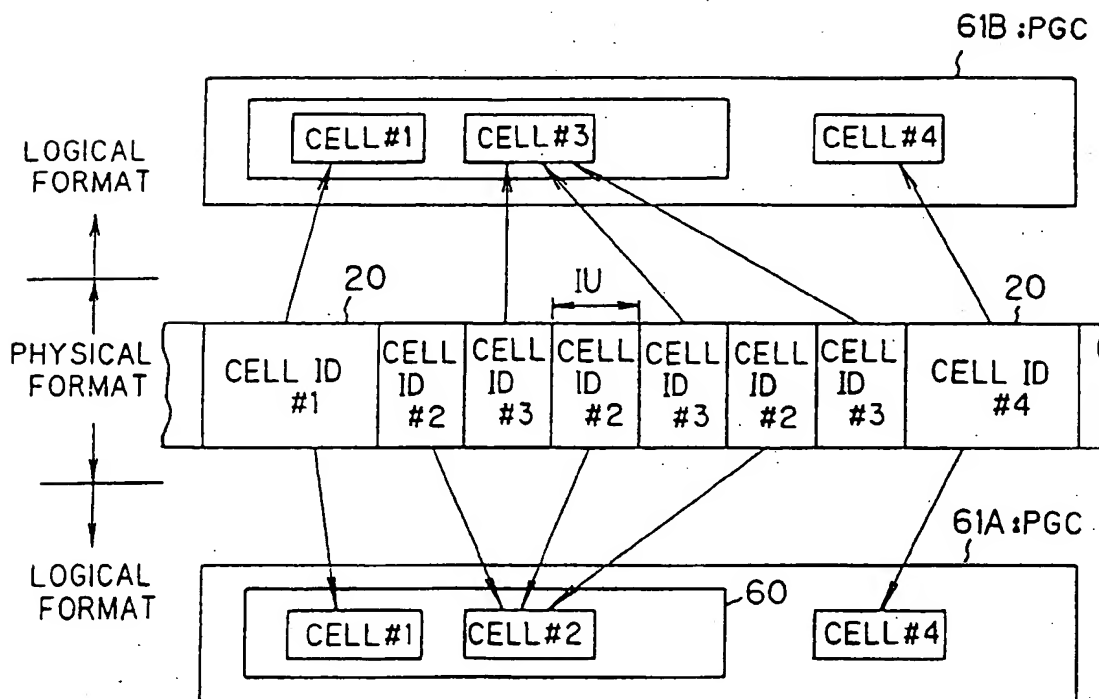 61B :PGC
CELL#1
CELL#3
CELL#4
LOGICAL
FORMAT
20
IU
20
PHYSICAL
FORMAT
CELL ID
#1
CELL
ID
#2
CELL
ID
#3
CELL
ID
#2
CELL
ID
#3
CELL
ID
#2
CELL
ID
#3
CELL ID
#4
61A :PGC
LOGICAL
FORMAT
60
CELL#1
CELL#2
CELL#4